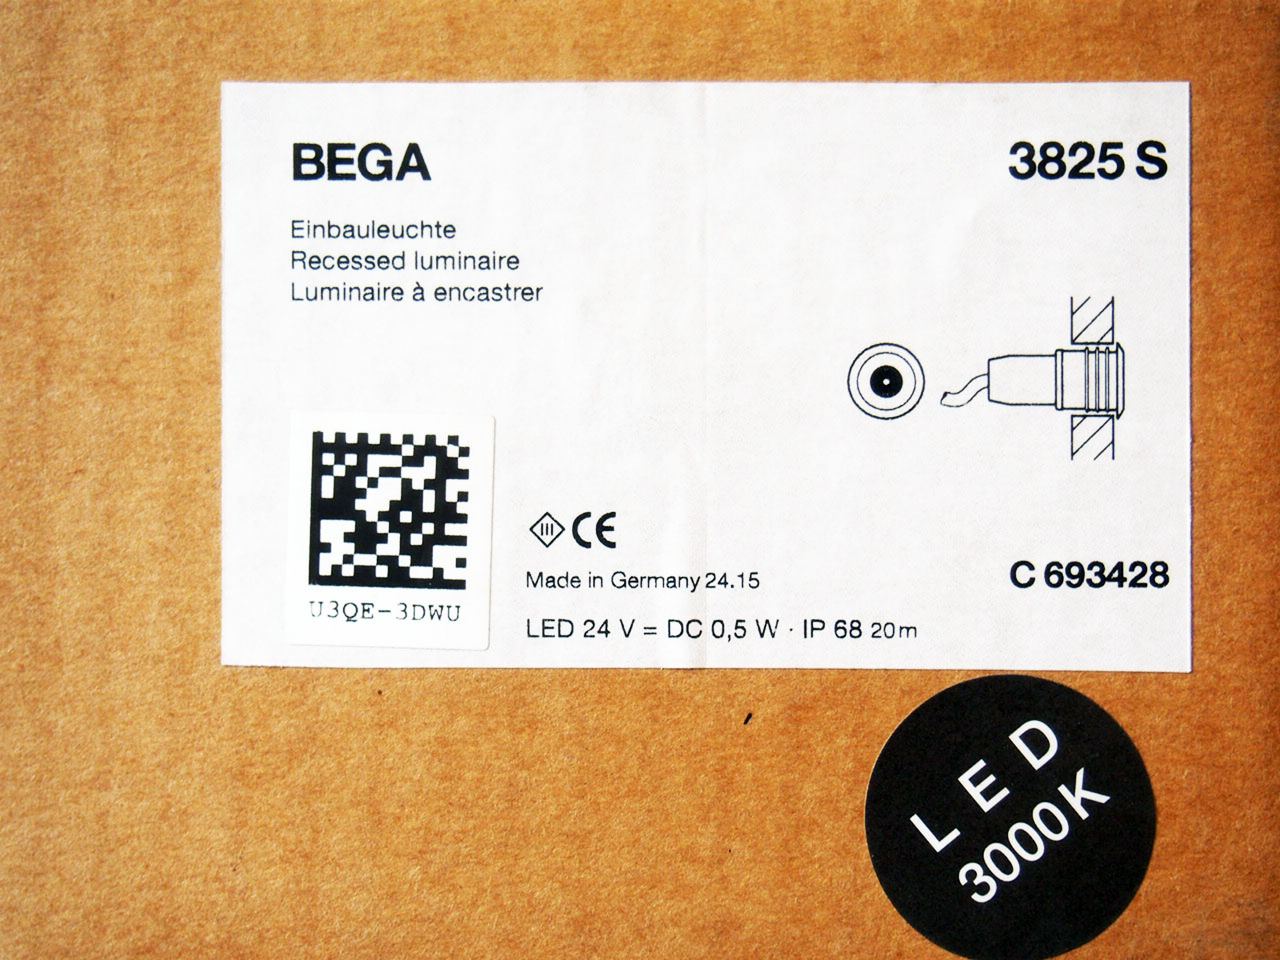 BEGA
3825 S
Einbauleuchte
Recessed luminaire
Luminaire à encastrer
U3QE-3DWU
CE
Made in Germany 24.15
LED 24 V = DC 0,5 W · IP 68 20m
C 693428
LED
3000K